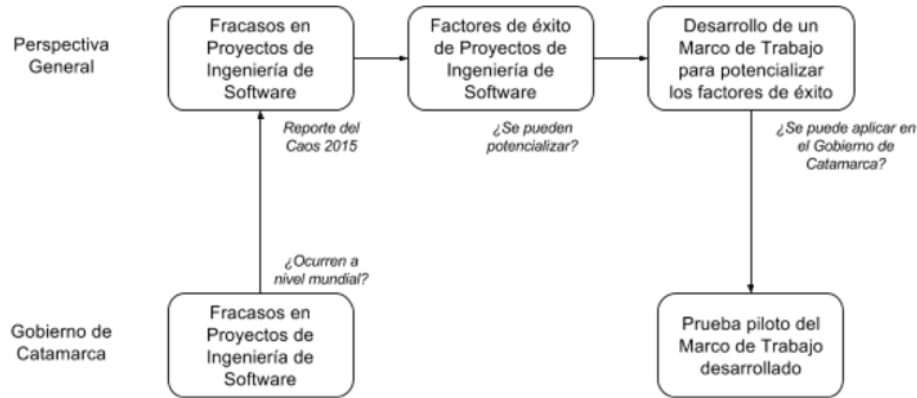 Perspectiva
General
Fracasos en
Proyectos de
Ingeniería de
Software
Factores de éxito
de Proyectos de
Ingeniería de
Software
Desarrollo de un
Marco de Trabajo
para potencializar
los factores de éxito
Reporte del
Caos 2015
¿Se pueden
potencializar?
¿Se puede aplicar en
el Gobierno de
Catamarca?
¿Ocurren a
nivel mundial?
Gobierno de
Catamarca
Fracasos en
Proyectos de
Ingeniería de
Software
Prueba piloto del
Marco de Trabajo
desarrollado